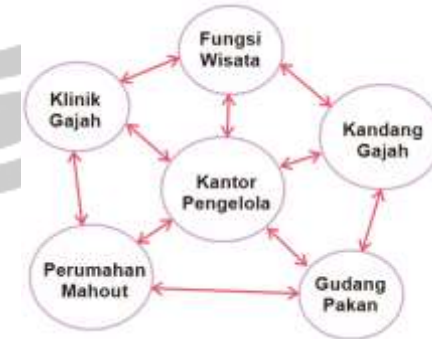 Fungsi
Wisata
Klinik
Gajah
Kandang
Gajah
Kantor
Pengelola
Perumahan
Mahout
Gudang
Pakan